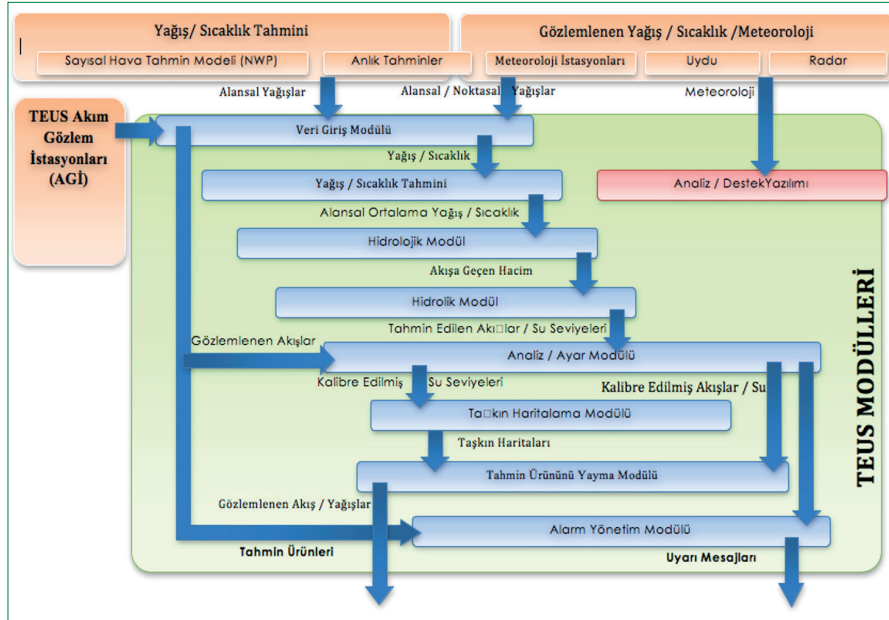 Yağış/ Sıcaklık Tahmini
Gözlemlenen Yağış / Sıcaklık /Meteoroloji
Sayısal Hava Tahmin Modeli (NWP)
Anlık Tahminler
Meteoroloji İstasyonları
Uydu
Radar
Alansal Yağışlar
Alansal / Noktasal Yağışlar
Meteoroloji
TEUS Akım
Gözlem
İstasyonları
(AGİ)
Veri Giriş Modülü
Yağış / Sıcaklık
Yağış / Sıcaklık Tahmini
Analiz / DestekYazılımı
Alansal Ortalama Yağış / Sıcaklık
Hidrolojik Modül
Akışa Geçen Hacim
Hidrolik Modül
Tahmin Edilen Akı□lar / Su Seviyeleri
Gözlemlenen Akışlar
Analiz / Ayar Modülü
Kalibre Edilmiş Su Seviyeleri
Kalibre Edilmiş Akışlar / Su
Ta□kın Haritalama Modülü
Taşkın Haritaları
Tahmin Ürününü Yayma Modülü
Gözlemlenen Akış / Yağışlar
Alarm Yönetim Modülü
Tahmin Ürünleri
Uyarı Mesajları
TEUS MODÜLLERİ